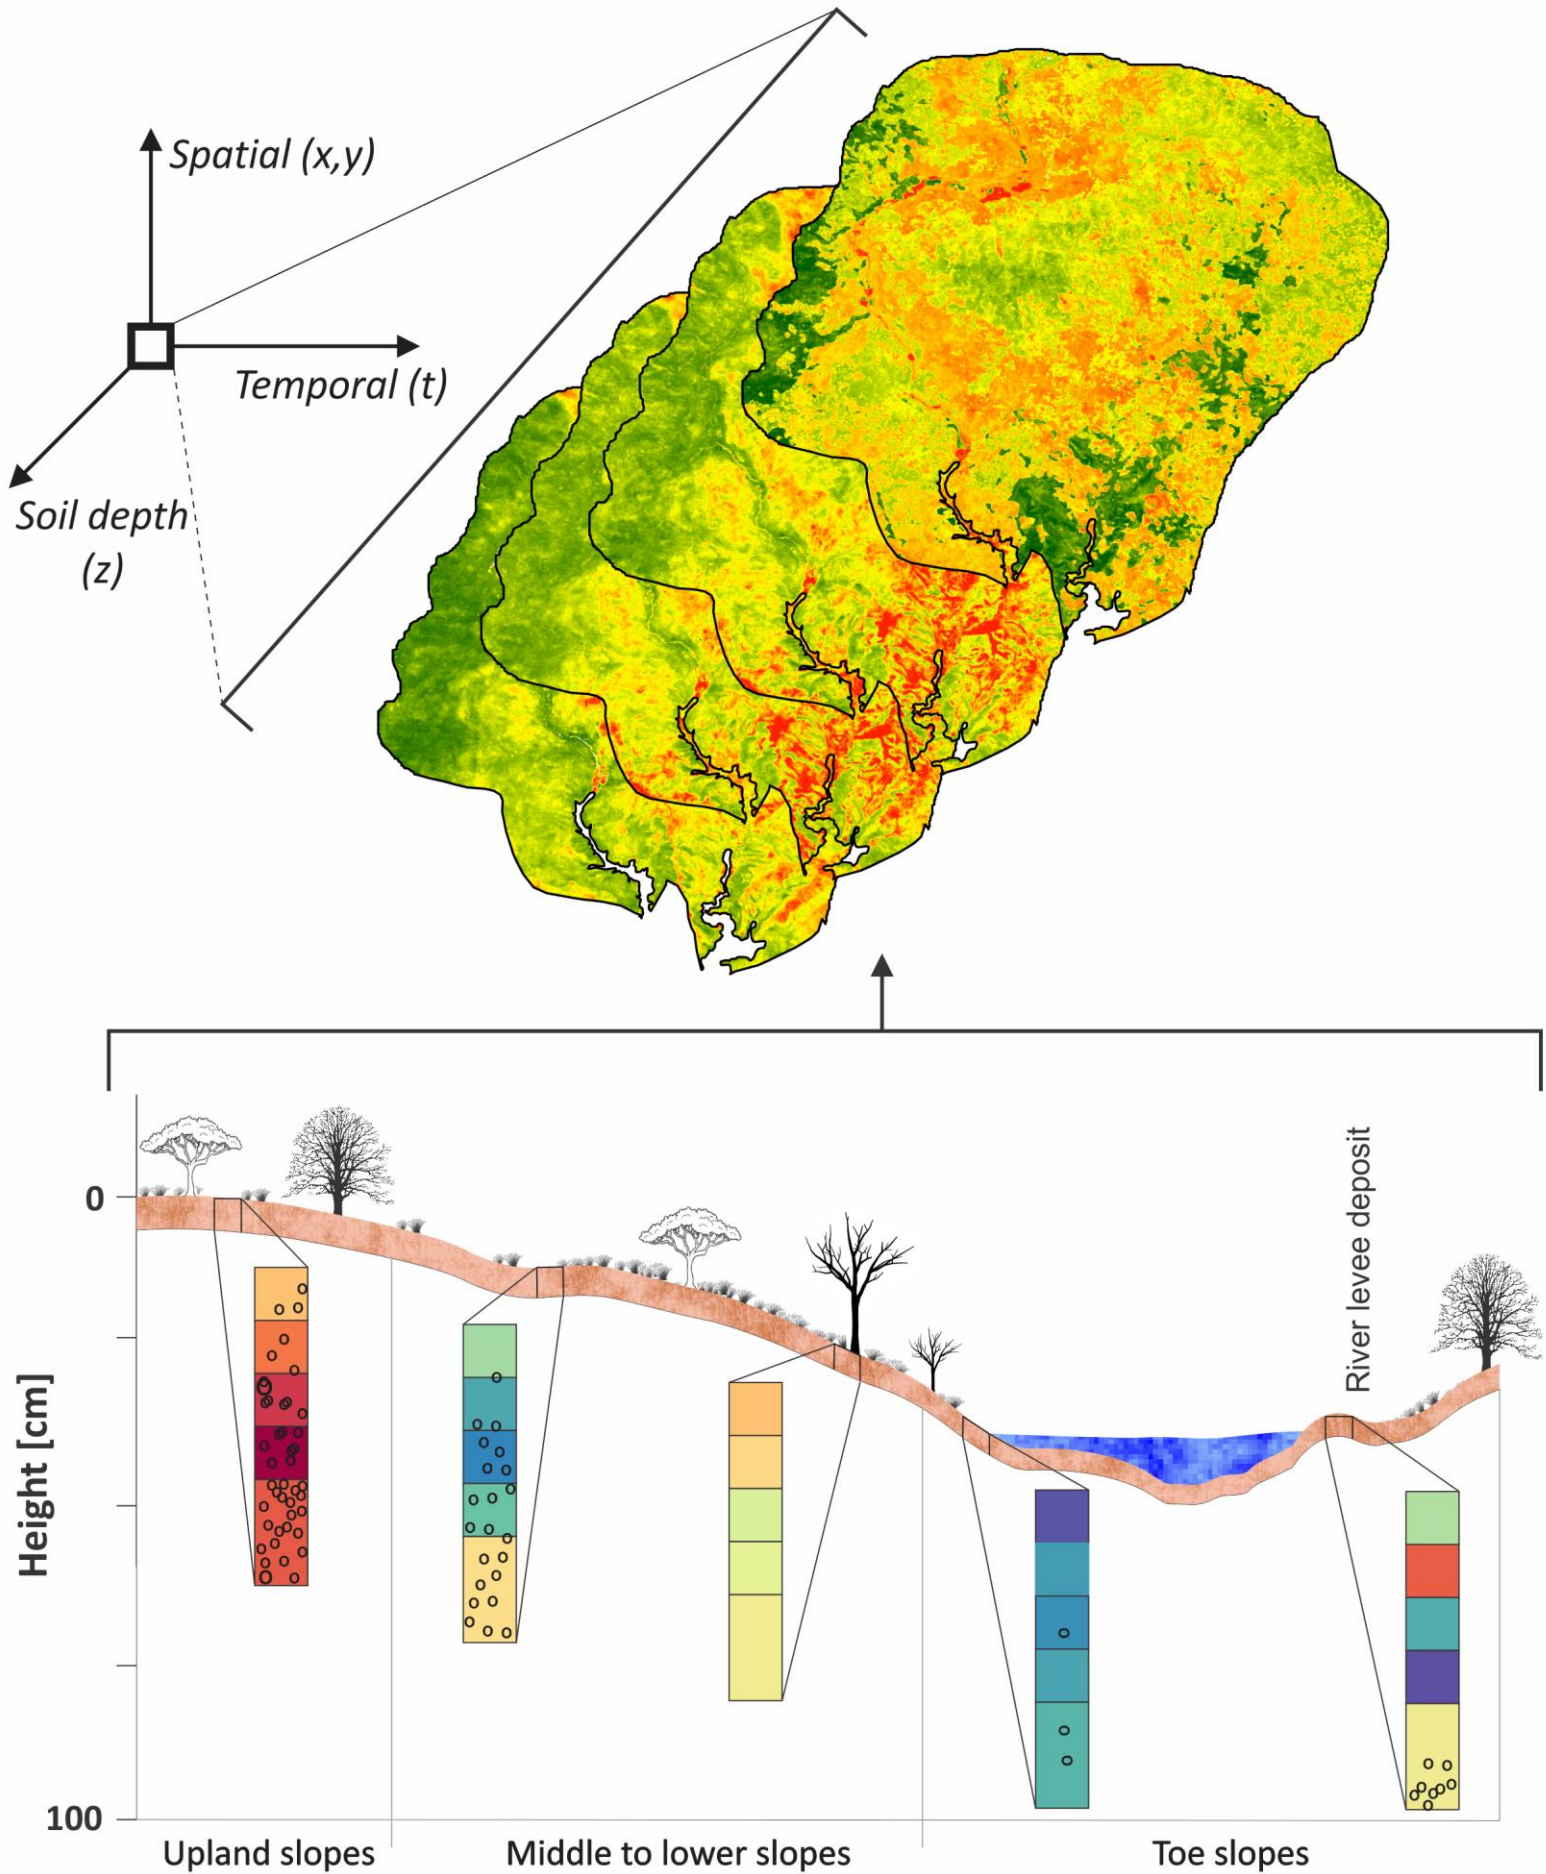 Spatial (x,y)
Temporal (t)
Soil depth
(z)
River levee deposit
0
Height [cm]
100
Upland slopes
Middle to lower slopes
Toe slopes